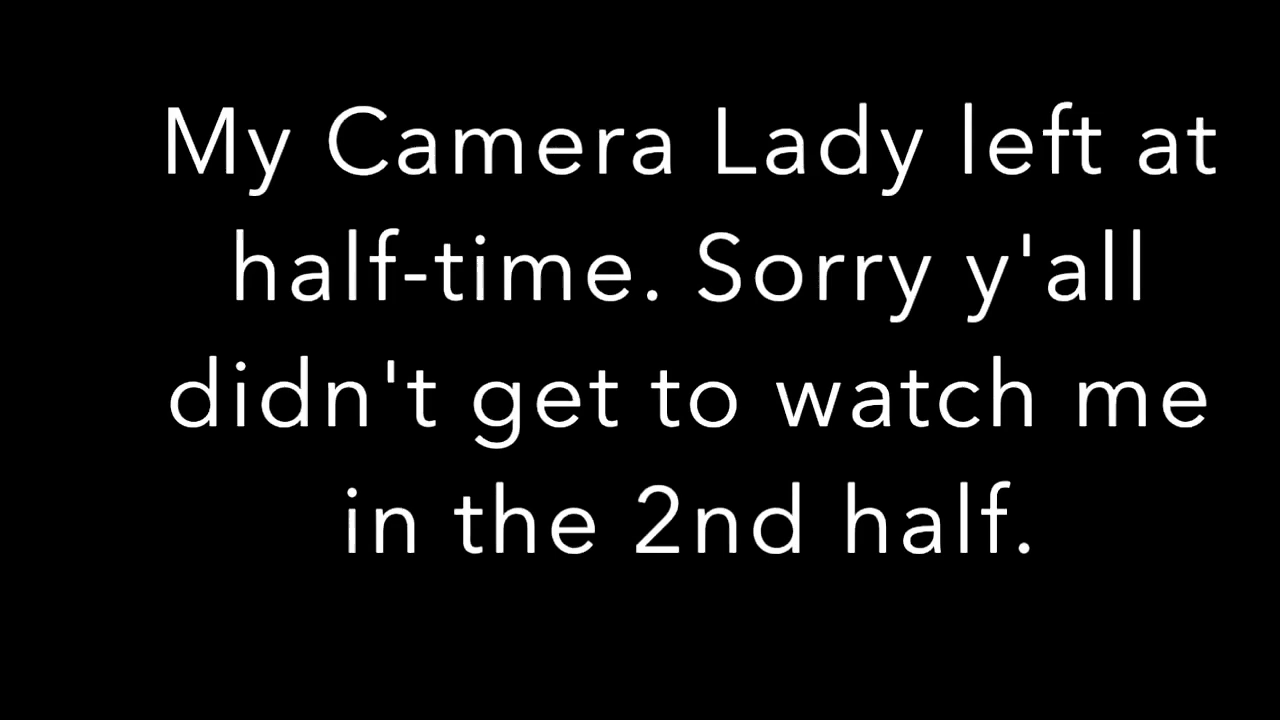 My Camera Lady left at
half-time. Sorry y'all
didn't get to watch me
in the 2nd half.